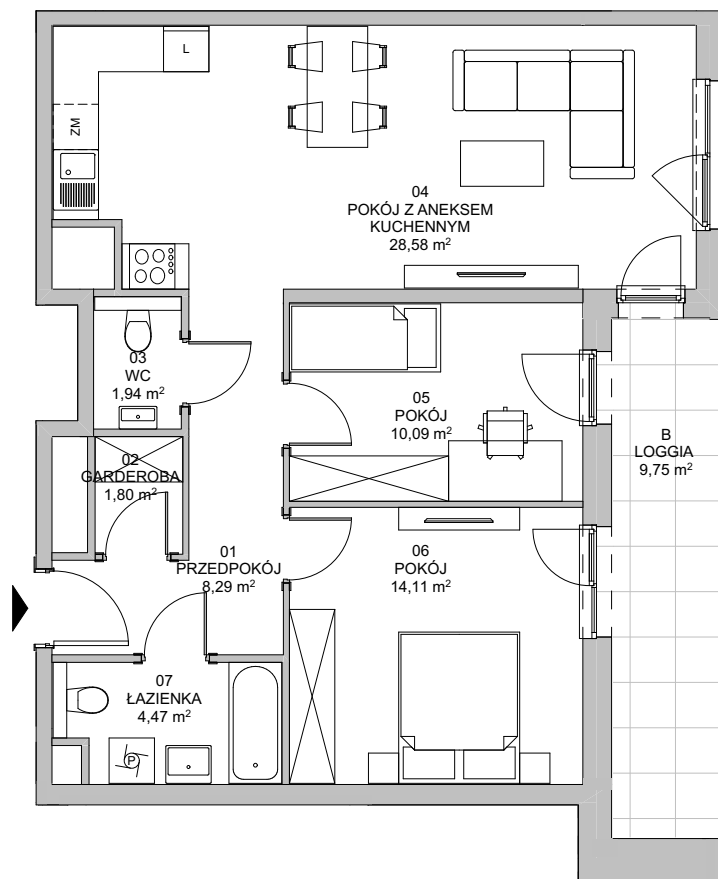 L
ZM
04
POKÓJ Z ANEKSEM
KUCHENNYM
28,58 m²
03
WC
1,94 m²
05
POKÓJ
10,09 m²
B
LOGGIA
9,75 m²
02
GARDEROBA
1,80 m²
01
PRZEDPOKÓJ
8,29 m²
06
POKÓJ
14,11 m²
07
ŁAZIENKA
4,47 m²
P